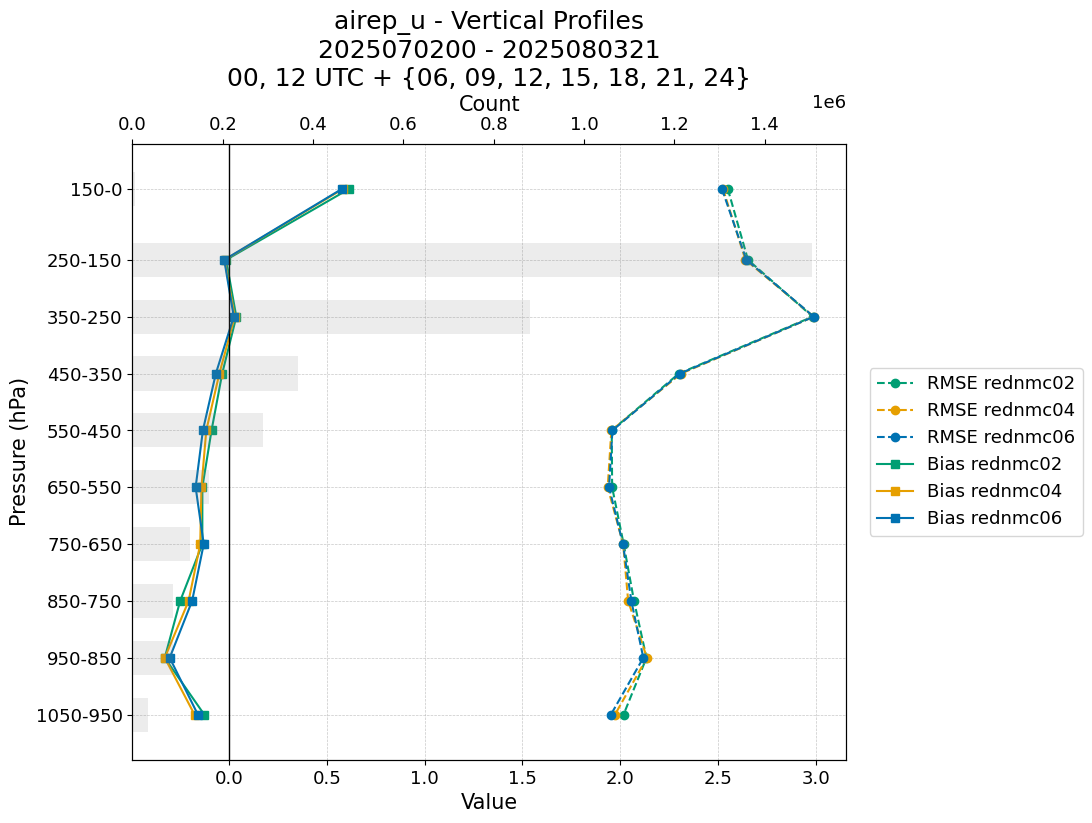 airep_u - Vertical Profiles
2025070200 - 2025080321
00, 12 UTC + {06, 09, 12, 15, 18, 21, 24}
Count
1e6
0.0 0.2 0.4 0.6 0.8 1.0 1.2 1.4
Pressure (hPa)
150-0
250-150
350-250
450-350
550-450
650-550
750-650
850-750
950-850
1050-950
0.0 0.5 1.0 1.5 2.0 2.5 3.0
Value
RMSE rednmc02
RMSE rednmc04
RMSE rednmc06
Bias rednmc02
Bias rednmc04
Bias rednmc06